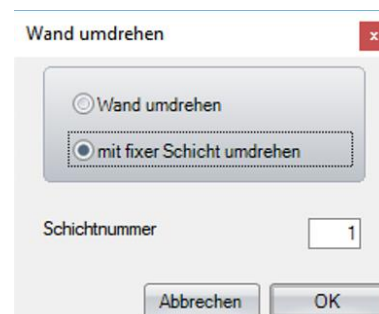 Wand umdrehen
x
Wand umdrehen
mit fixer Schicht umdrehen
Schichtnummer 1
Abbrechen OK